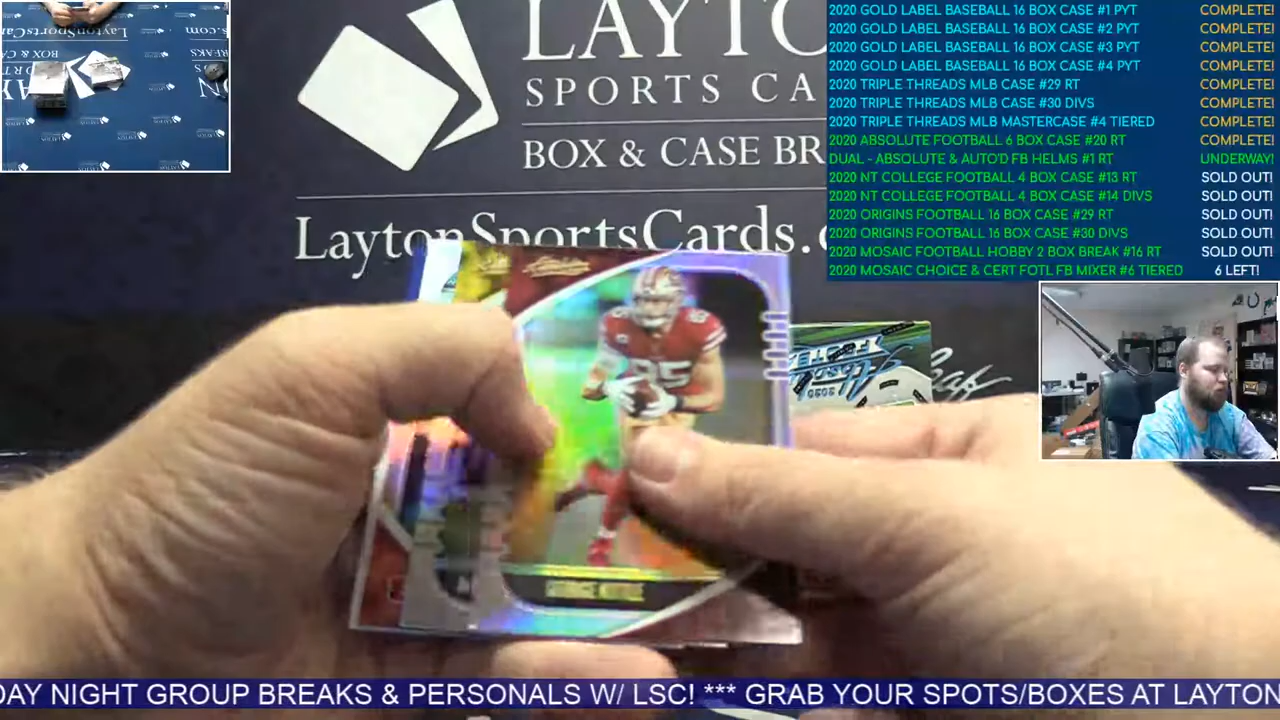 LAYTO
SPORTS CA
BOX & CASE BR
LaytonSportsCards.c
2020 GOLD LABEL BASEBALL 16 BOX CASE #1 PYT COMPLETE!
2020 GOLD LABEL BASEBALL 16 BOX CASE #2 PYT COMPLETE!
2020 GOLD LABEL BASEBALL 16 BOX CASE #3 PYT COMPLETE!
2020 GOLD LABEL BASEBALL 16 BOX CASE #4 PYT COMPLETE!
2020 TRIPLE THREADS MLB CASE #29 RT COMPLETE!
2020 TRIPLE THREADS MLB CASE #30 DIVS COMPLETE!
2020 TRIPLE THREADS MLB MASTERCASE #4 TIERED COMPLETE!
2020 ABSOLUTE FOOTBALL 6 BOX CASE #20 RT COMPLETE!
DUAL - ABSOLUTE & AUTO'D FB HELMS #1 RT UNDERWAY!
2020 NT COLLEGE FOOTBALL 4 BOX CASE #13 RT SOLD OUT!
2020 NT COLLEGE FOOTBALL 4 BOX CASE #14 DIVS SOLD OUT!
2020 ORIGINS FOOTBALL 16 BOX CASE #29 RT SOLD OUT!
2020 ORIGINS FOOTBALL 16 BOX CASE #30 DIVS SOLD OUT!
2020 MOSAIC FOOTBALL HOBBY 2 BOX BREAK #16 RT SOLD OUT!
2020 MOSAIC CHOICE & CERT FOTL FB MIXER #6 TIERED 6 LEFT!
Absolute
85
GEORGE KITTLE
2020
Leaf
DAY NIGHT GROUP BREAKS & PERSONALS W/ LSC! *** GRAB YOUR SPOTS/BOXES AT LAYTON